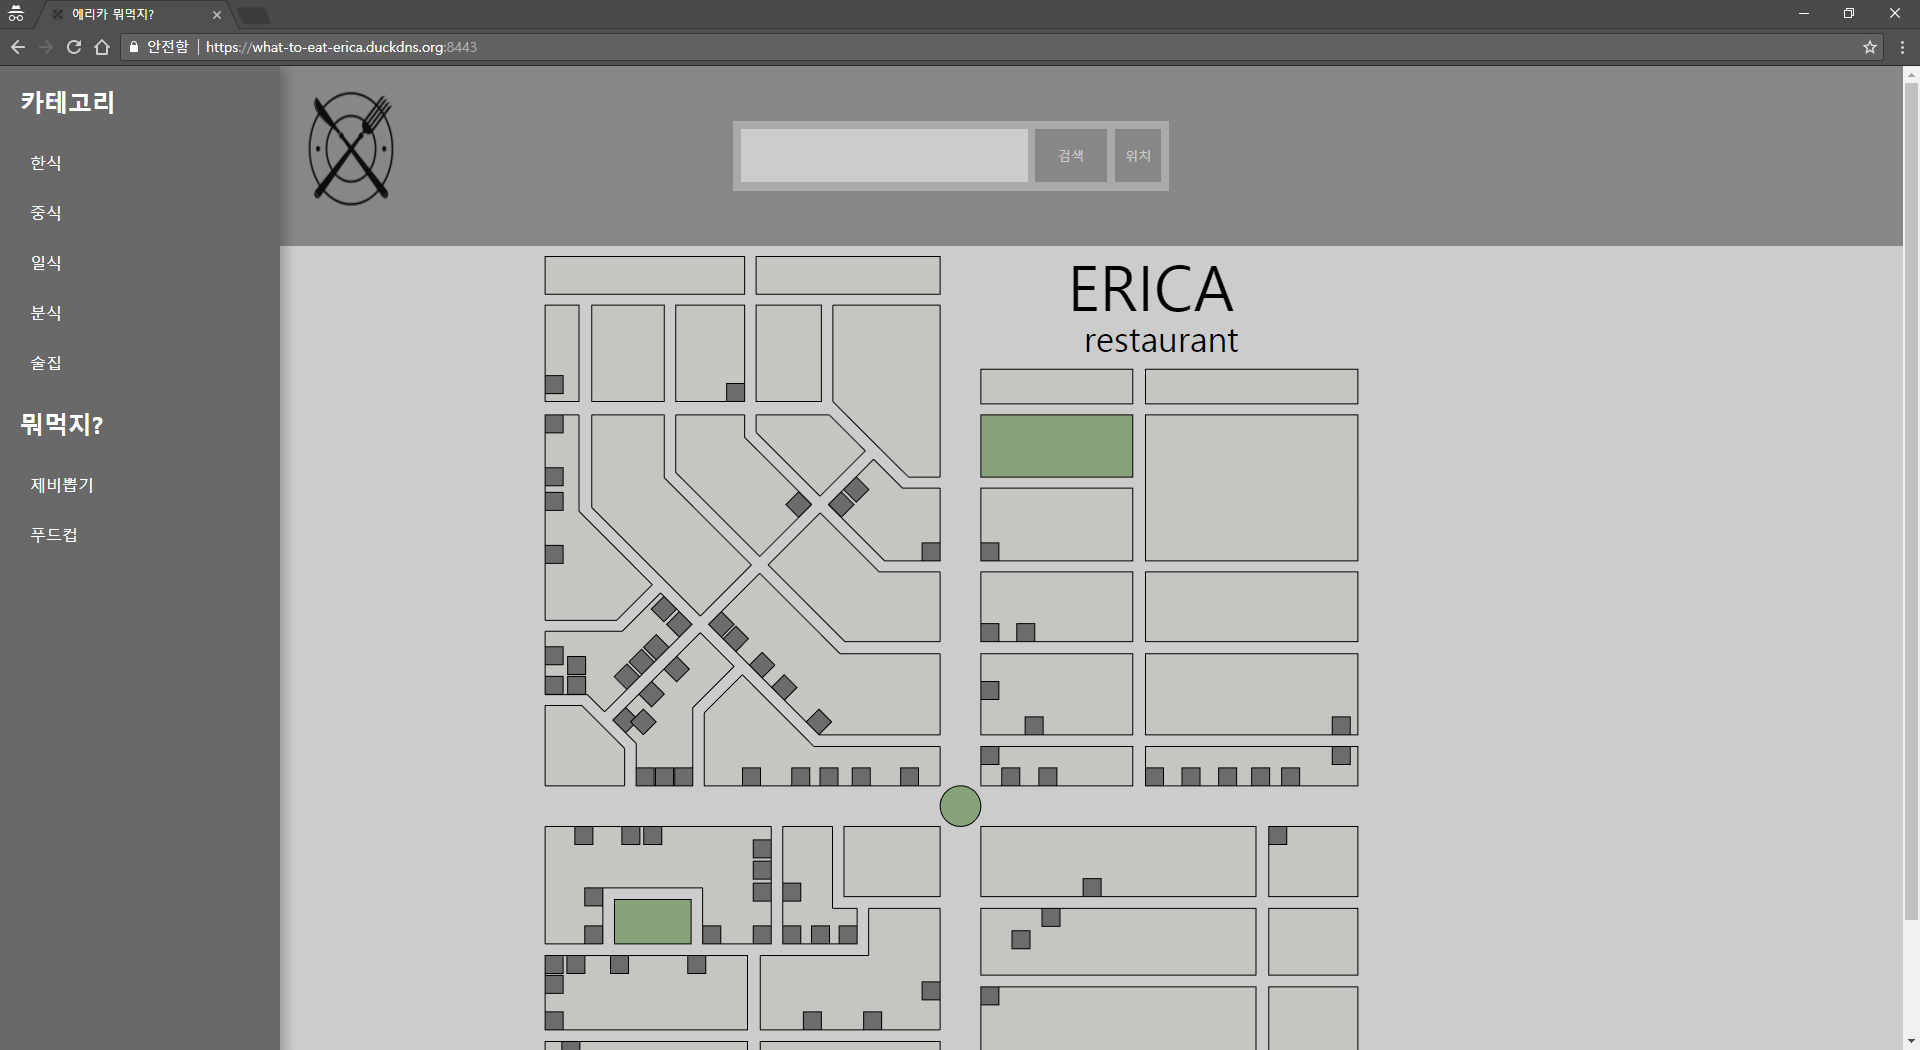 에리카 뭐먹지?
안전함 https://what-to-eat-erica.duckdns.org:8443
카테고리
한식
중식
일식
분식
술집
뭐먹지?
제비뽑기
푸드컵
검색 위치
ERICA
restaurant